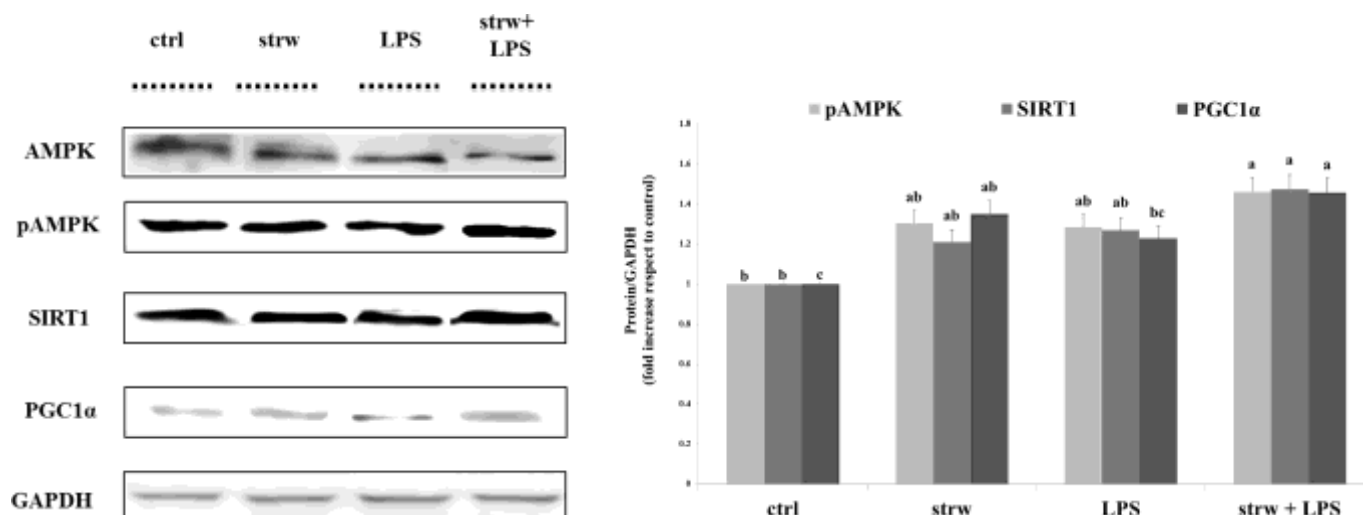 ctrl strw LPS strw+
LPS
AMPK
pAMPK
SIRT1
PGC1α
GAPDH
pAMPK SIRT1 PGC1α
Protein/GAPDH
(fold increase respect to control)
1.8
1.6
1.4
1.2
1
0.8
0.6
0.4
0.2
0
b b c
ab ab ab
ab ab bc
a a a
ctrl strw LPS strw + LPS